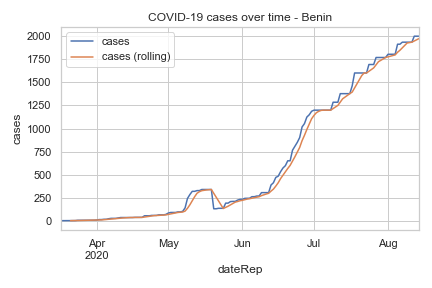 COVID-19 cases over time - Benin
cases
cases (rolling)
2000
1750
1500
1250
1000
750
500
250
0
cases
Apr
2020
May
Jun
Jul
Aug
dateRep